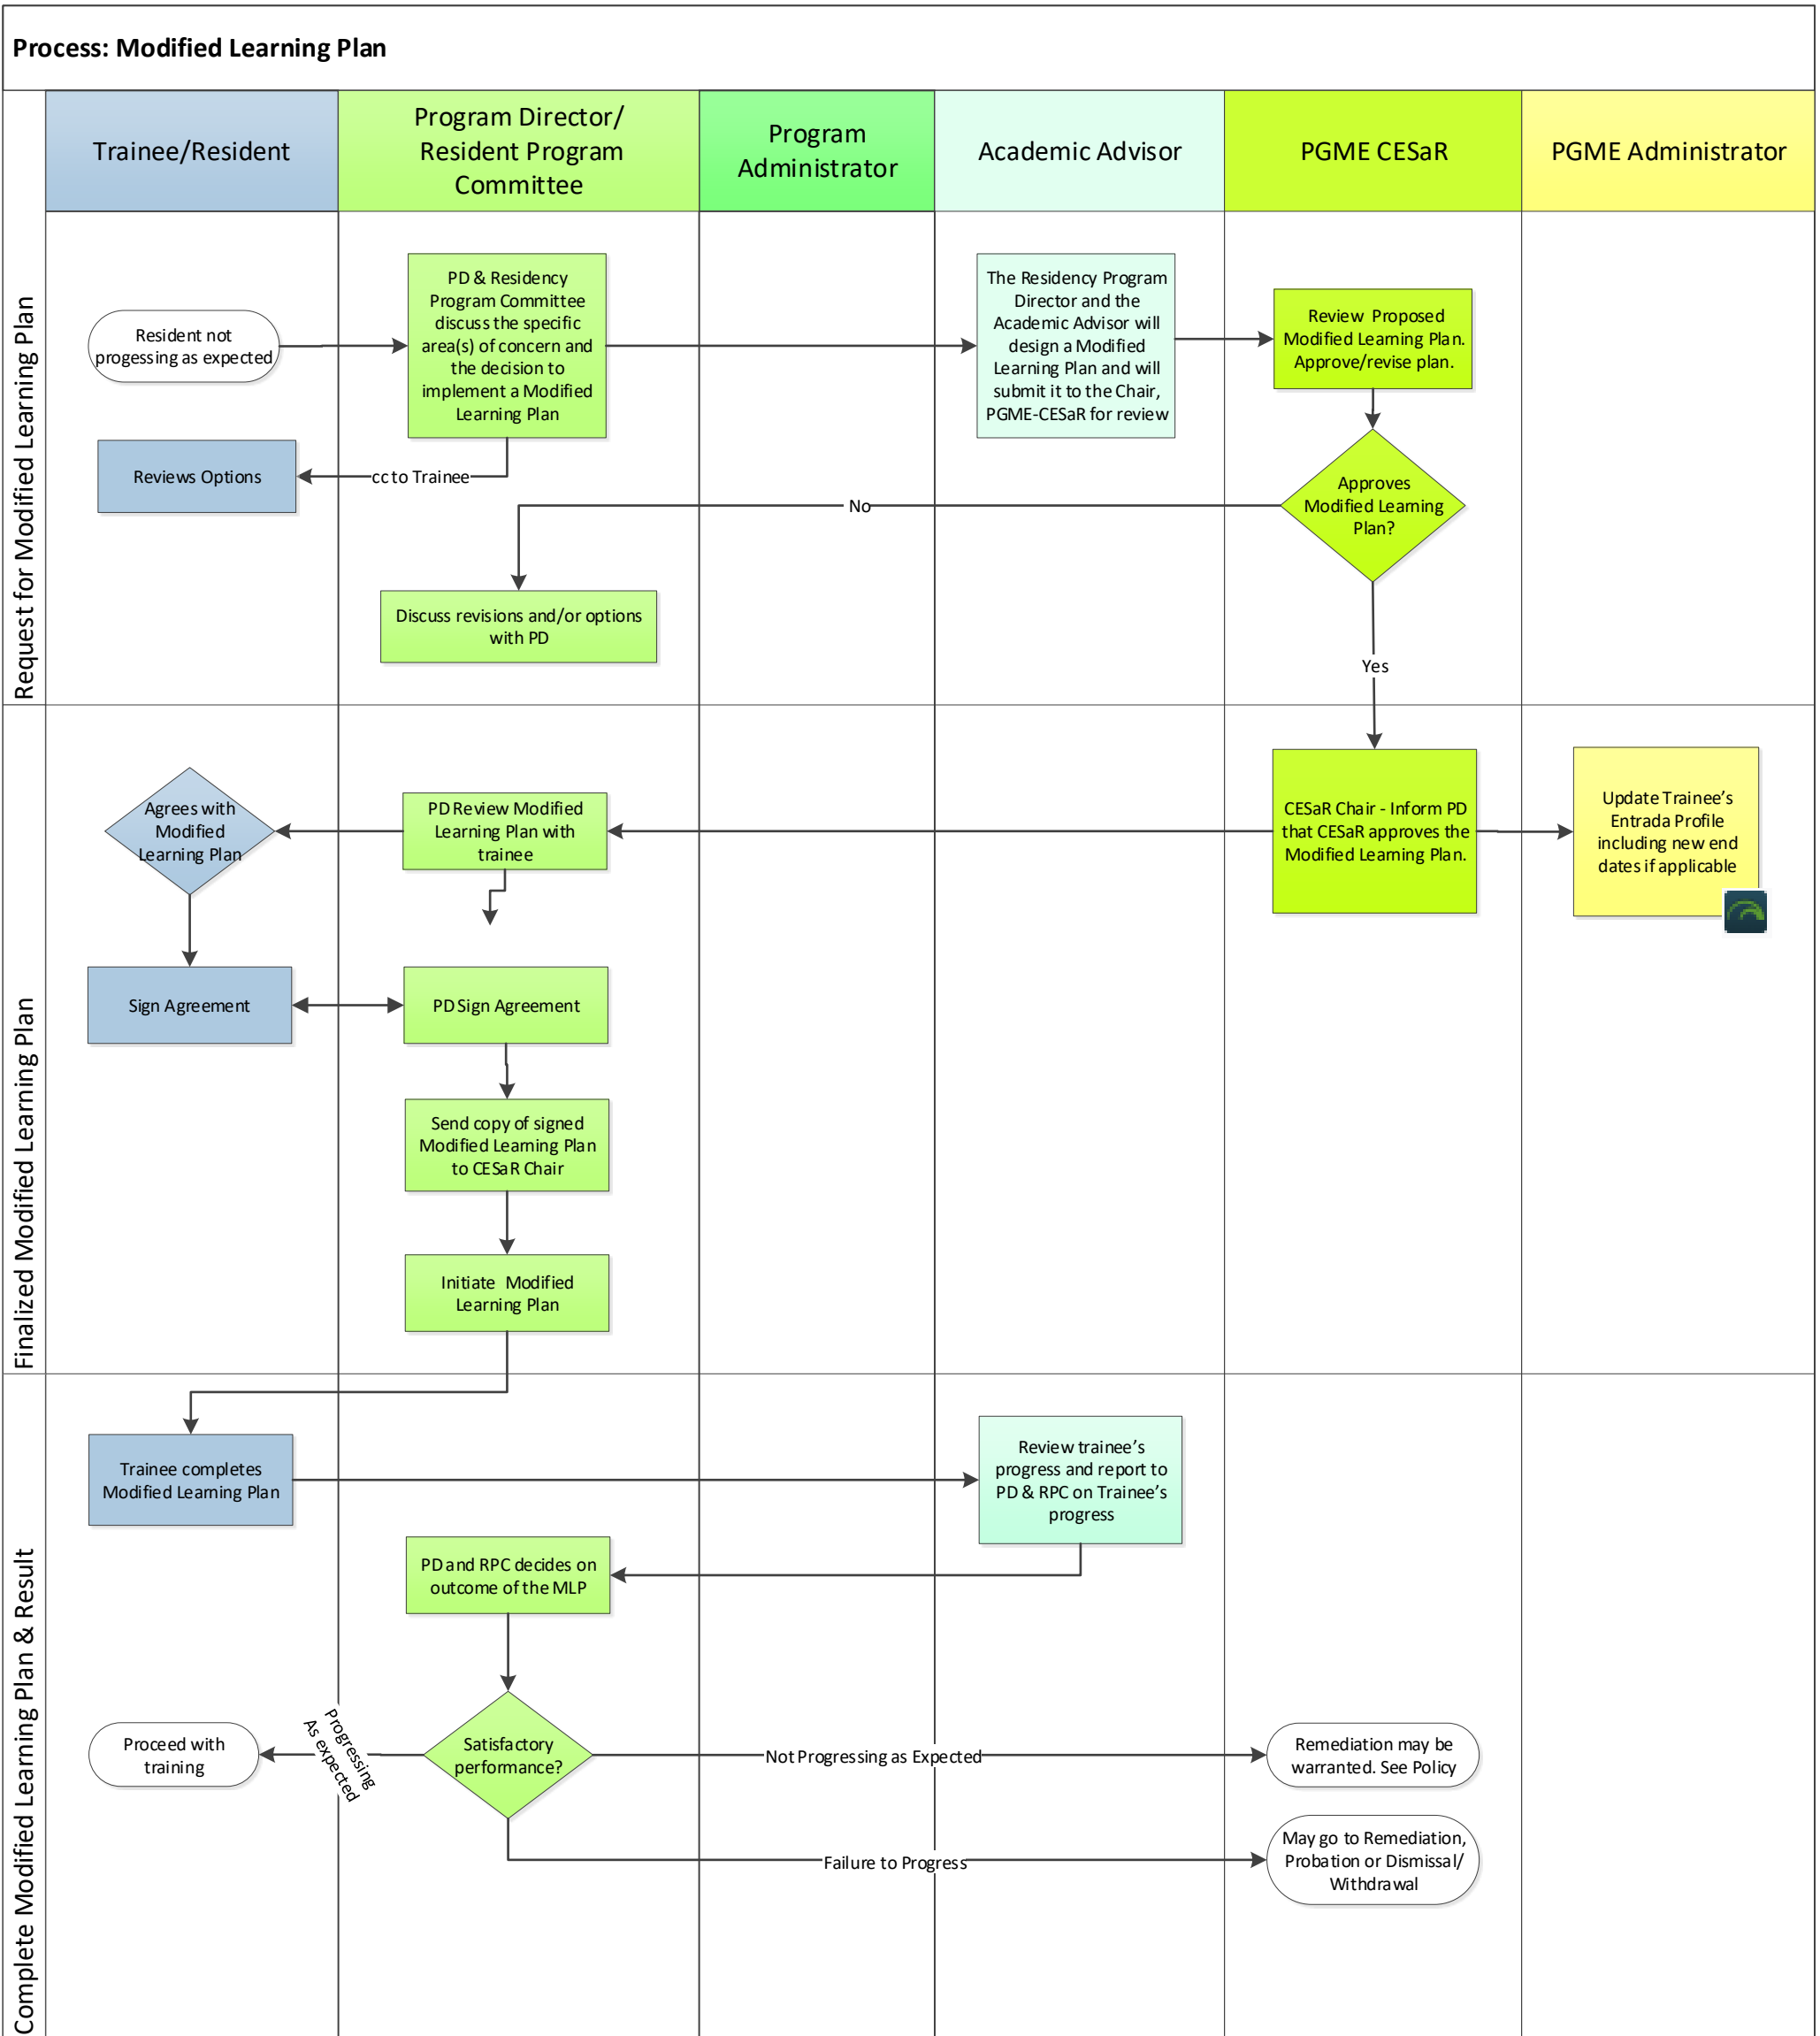 Process: Modified Learning Plan
Trainee/Resident
Program Director/
Resident Program
Committee
Program
Administrator
Academic Advisor
PGME CESaR
PGME Administrator
Request for Modified Learning Plan
Resident not
progessing as expected
PD & Residency
Program Committee
discuss the specific
area(s) of concern and
the decision to
implement a Modified
Learning Plan
The Residency Program
Director and the
Academic Advisor will
design a Modified
Learning Plan and will
submit it to the Chair,
PGME-CESaR for review
Review Proposed
Modified Learning Plan.
Approve/revise plan.
Reviews Options
cc to Trainee
Approves
Modified Learning
Plan?
No
Discuss revisions and/or options
with PD
Yes
Finalized Modified Learning Plan
Agrees with
Modified
Learning Plan
PD Review Modified
Learning Plan with
trainee
CESaR Chair - Inform PD
that CESaR approves the
Modified Learning Plan.
Update Trainee’s
Entrada Profile
including new end
dates if applicable
Sign Agreement
PD Sign Agreement
Send copy of signed
Modified Learning Plan
to CESaR Chair
Initiate Modified
Learning Plan
Complete Modified Learning Plan & Result
Trainee completes
Modified Learning Plan
Review trainee’s
progress and report to
PD & RPC on Trainee’s
progress
PD and RPC decides on
outcome of the MLP
Satisfactory
performance?
Progressing
As expected
Proceed with
training
Not Progressing as Expected
Remediation may be
warranted. See Policy
Failure to Progress
May go to Remediation,
Probation or Dismissal/
Withdrawal